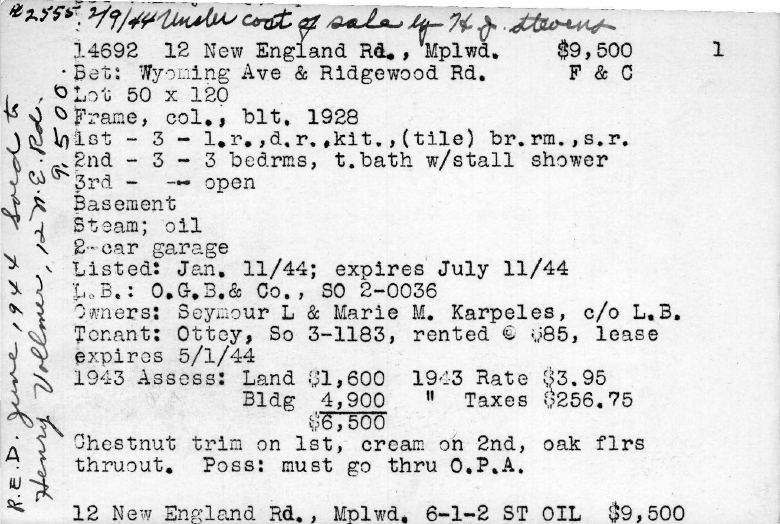 #2555 2/9/44 Under cost of sale by H. J. Stevens
14692 12 New England Rd., Mplwd. $9,500 1
Bet: Wyoming Ave & Ridgewood Rd. F & C
Lot 50 x 120
Frame, col., blt. 1928
1st - 3 - l.r.,d.r.,kit.,(tile) br.rm.,s.r.
2nd - 3 - 3 bedrms, t.bath w/stall shower
3rd - -- open
Basement
Steam; oil
2-car garage
Listed: Jan. 11/44; expires July 11/44
L.B.: O.G.B.& Co., SO 2-0036
Owners: Seymour L & Marie M. Karpeles, c/o L.B.
Tenant: Ottey, So 3-1183, rented @ $85, lease
expires 5/1/44
1943 Assess: Land $1,600 1943 Rate $3.95
Bldg 4,900 " Taxes $256.75
$6,500
Chestnut trim on 1st, cream on 2nd, oak flrs
thruout. Poss: must go thru O.P.A.
12 New England Rd., Mplwd. 6-1-2 ST OIL $9,500
R.E.D. June, 1944 Sold to
Henry Vollmer, 12 N.E. Rd.
9,500.